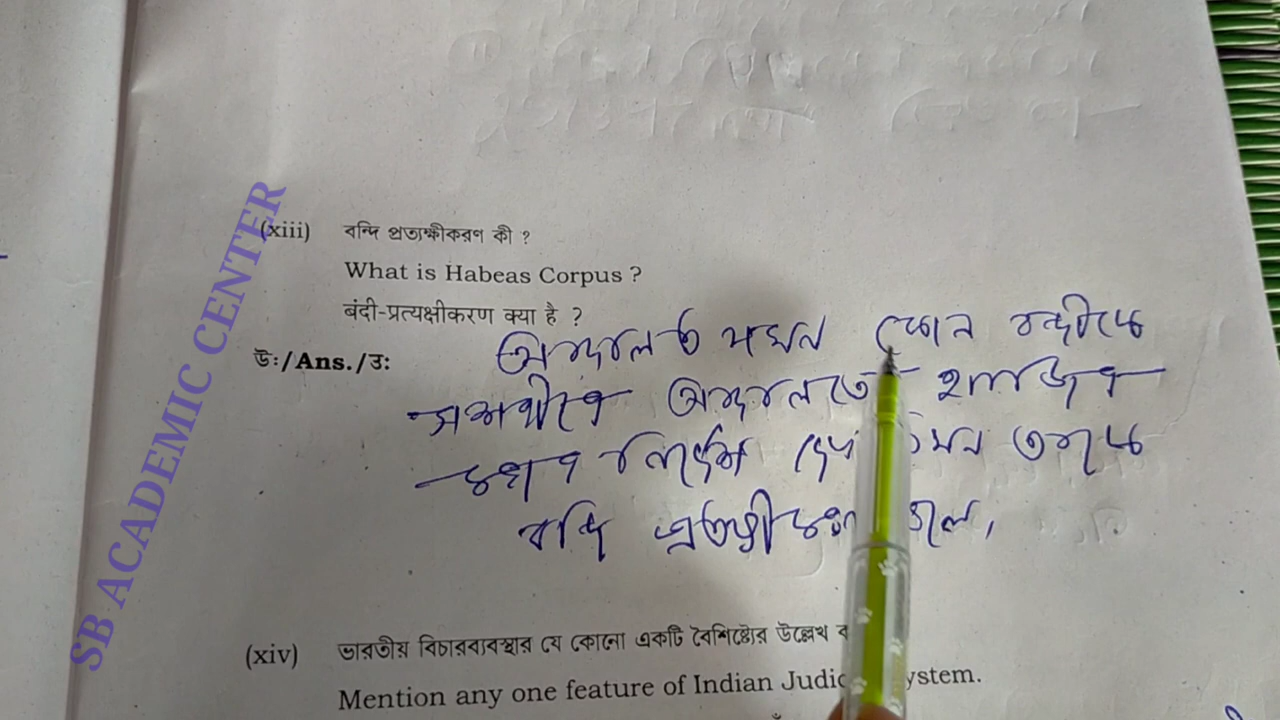 SB ACADEMIC CENTER
(xiii) বন্দি প্রত্যক্ষীকরণ কী ?
What is Habeas Corpus ?
बंदी-प्रत्यक्षीकरण क्या है ?
উঃ/Ans./उ: আদালত যখন কোন বন্দীকে
সশরীরে আদালতে হাজির
করার নির্দেশ দেয় তখন তাকে
বন্দি প্রত্যক্ষীকরণ বলে,
(xiv) ভারতীয় বিচারব্যবস্থার যে কোনো একটি বৈশিষ্ট্যের উল্লেখ
Mention any one feature of Indian